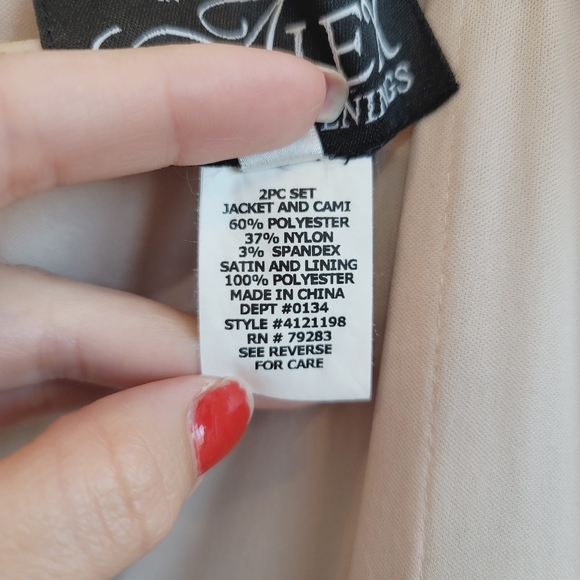 ALEX
2PC SET
JACKET AND CAMI
60% POLYESTER
37% NYLON
3% SPANDEX
SATIN AND LINING
100% POLYESTER
MADE IN CHINA
DEPT #0134
STYLE #4121198
RN # 79283
SEE REVERSE
FOR CARE